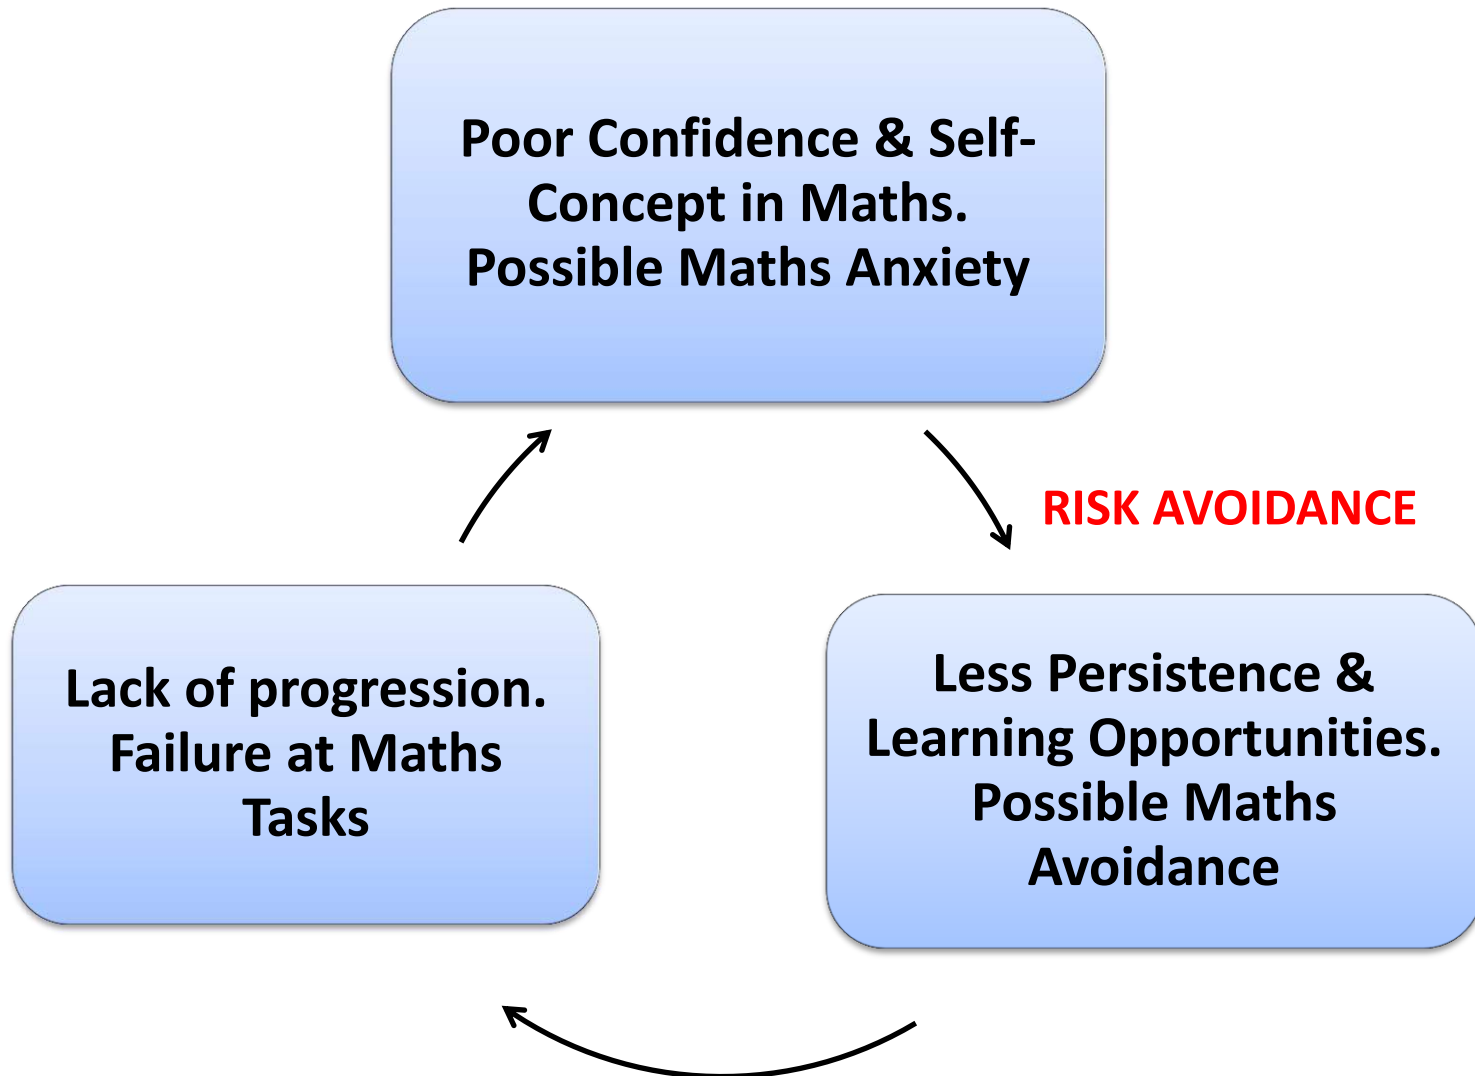 Poor Confidence & Self-
Concept in Maths.
Possible Maths Anxiety
RISK AVOIDANCE
Less Persistence &
Learning Opportunities.
Possible Maths
Avoidance
Lack of progression.
Failure at Maths
Tasks